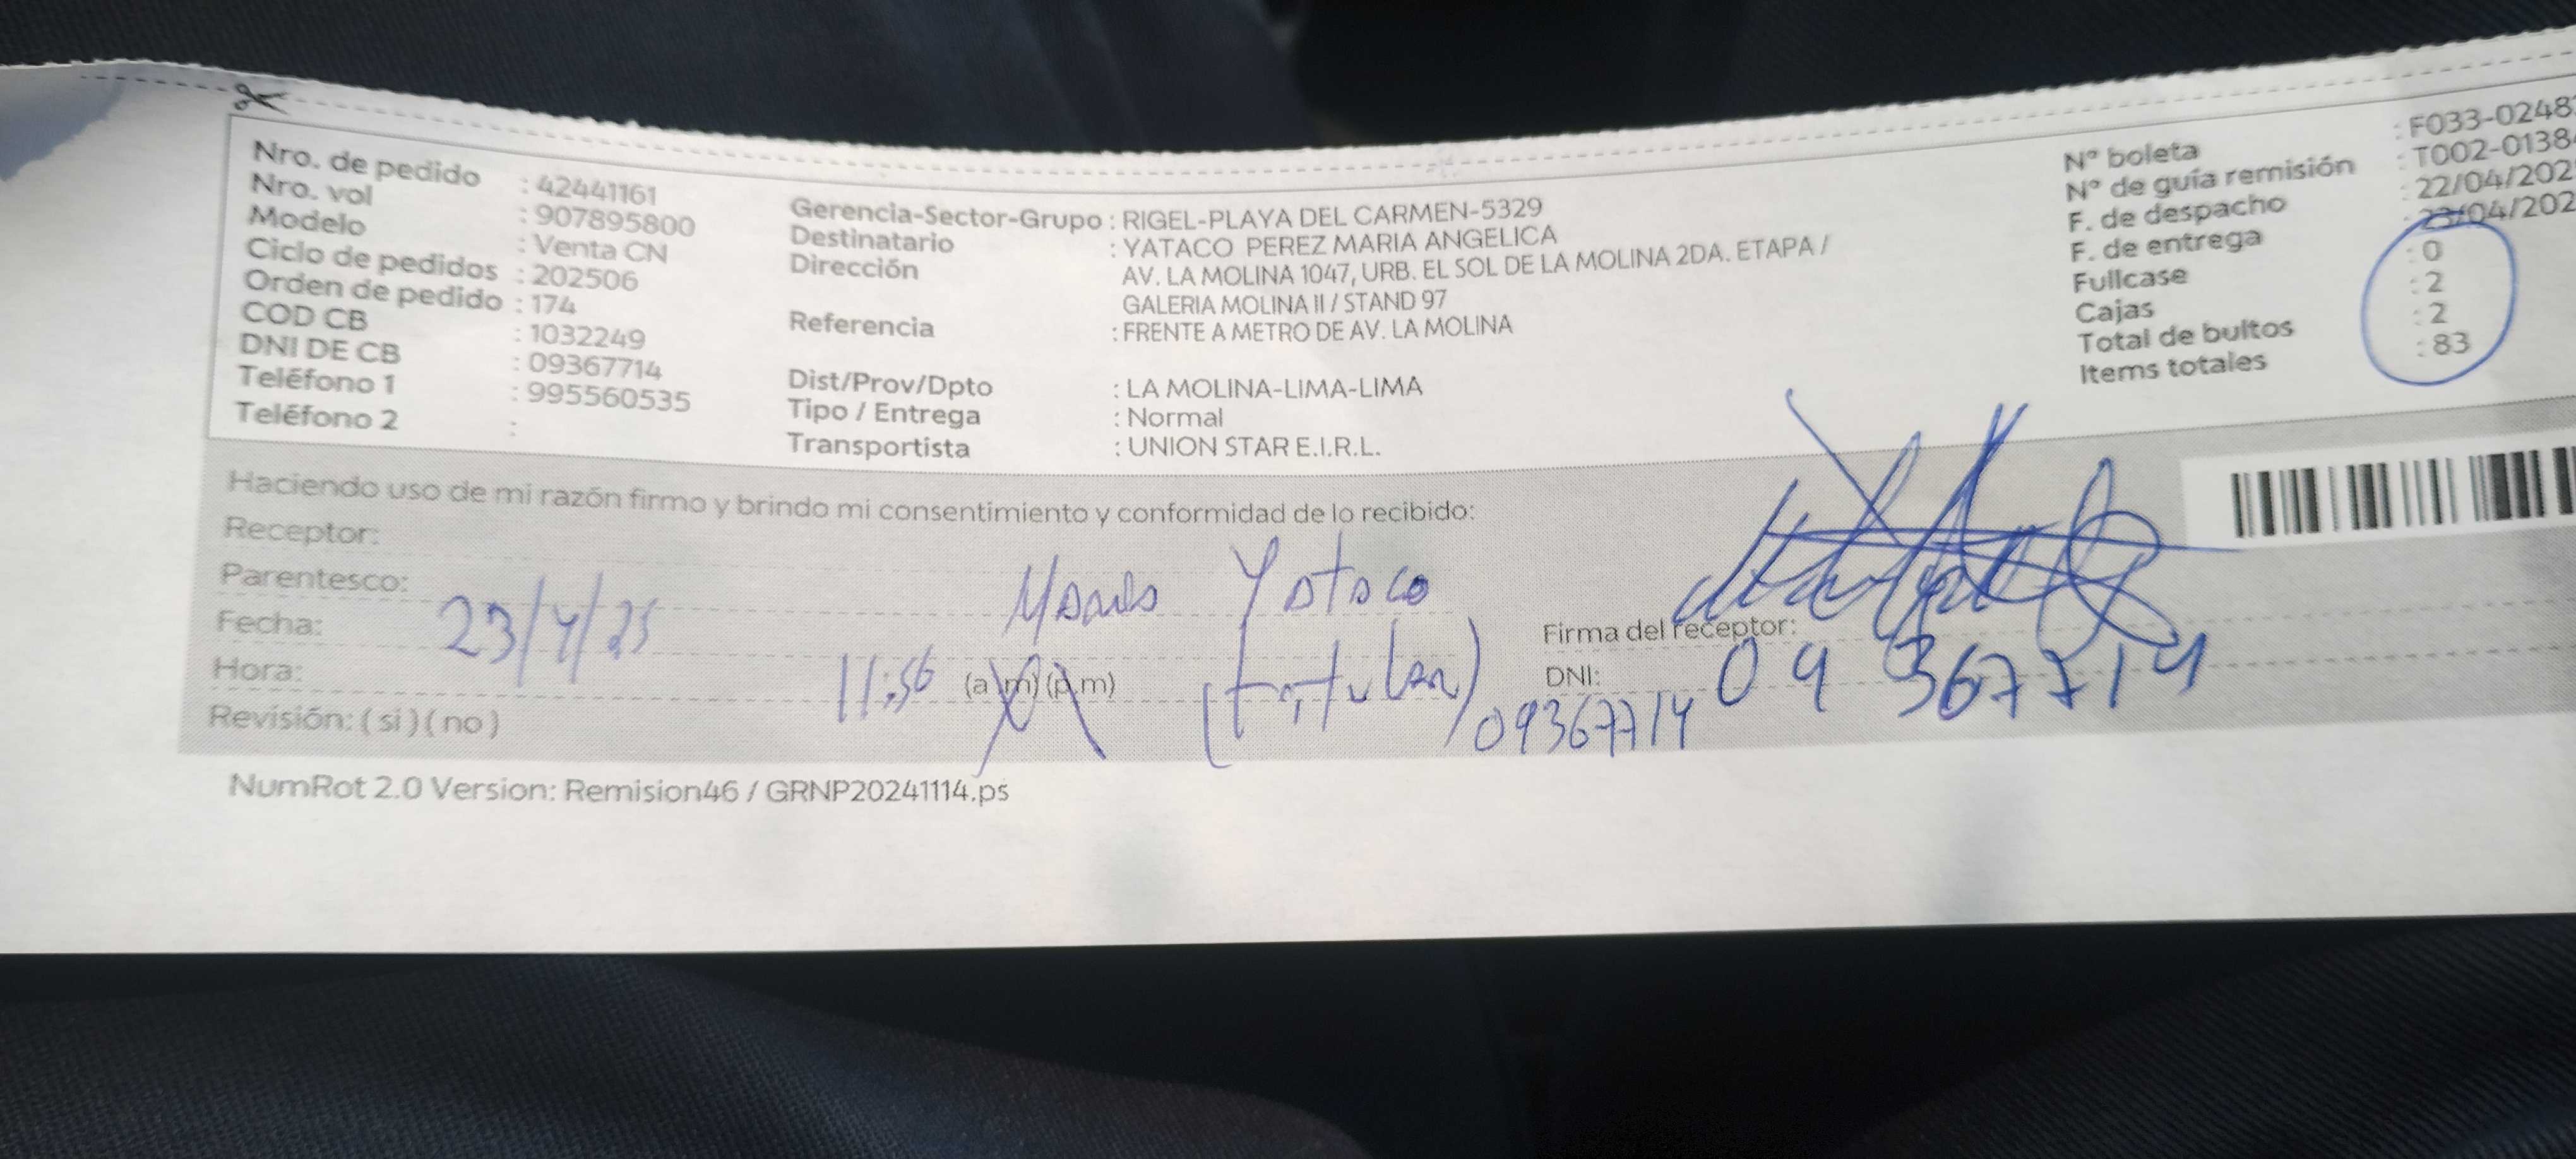 Nro. de pedido : 42441161
Nro. vol : 907895800
Modelo : Venta CN
Ciclo de pedidos : 202506
Orden de pedido : 174
COD CB : 1032249
DNI DE CB : 09367714
Teléfono 1 : 995560535
Teléfono 2 :
Gerencia-Sector-Grupo : RIGEL-PLAYA DEL CARMEN-5329
Destinatario : YATACO PEREZ MARIA ANGELICA
Dirección AV. LA MOLINA 1047, URB. EL SOL DE LA MOLINA 2DA. ETAPA /
GALERIA MOLINA II / STAND 97
Referencia : FRENTE A METRO DE AV. LA MOLINA
Dist/Prov/Dpto : LA MOLINA-LIMA-LIMA
Tipo / Entrega : Normal
Transportista : UNION STAR E.I.R.L.
N° boleta : F033-0248
N° de guía remisión : T002-0138
F. de despacho : 22/04/202
F. de entrega : 23/04/202
Fullcase : 0
Cajas : 2
Total de bultos : 2
Items totales : 83
Haciendo uso de mi razón firmo y brindo mi consentimiento y conformidad de lo recibido:
Receptor:
Parentesco: Yataco
Fecha: 23/4/25
Firma del receptor:
Hora: 11:56 (a.m) (p.m) (titular)
DNI: 09367714
09367714
Revisión: ( si ) ( no )
NumRot 2.0 Version: Remision46 / GRNP20241114.ps